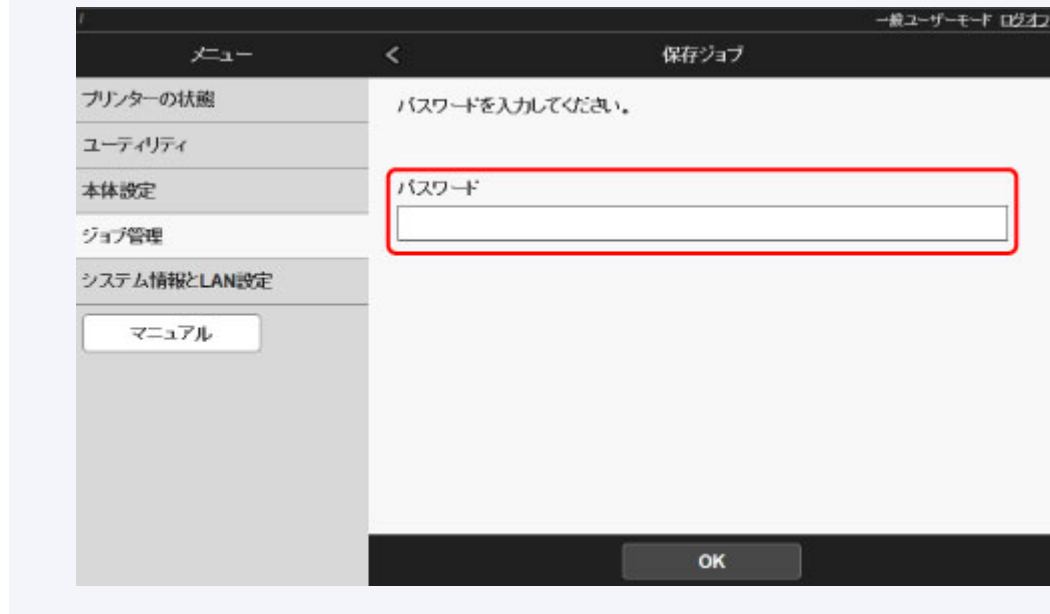 一般ユーザーモード ログオフ
メニュー
<
保存ジョブ
プリンターの状態
ユーティリティ
本体設定
ジョブ管理
システム情報とLAN設定
マニュアル
パスワードを入力してください。
パスワード
OK